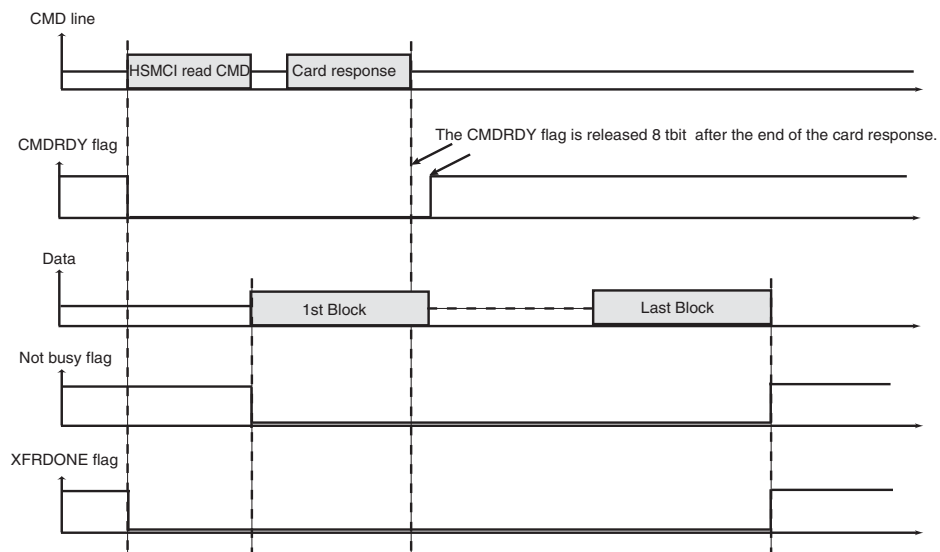 CMD line
HSMCI read CMD
Card response
The CMDRDY flag is released 8 tbit after the end of the card response.
CMDRDY flag
Data
1st Block
Last Block
Not busy flag
XFRDONE flag